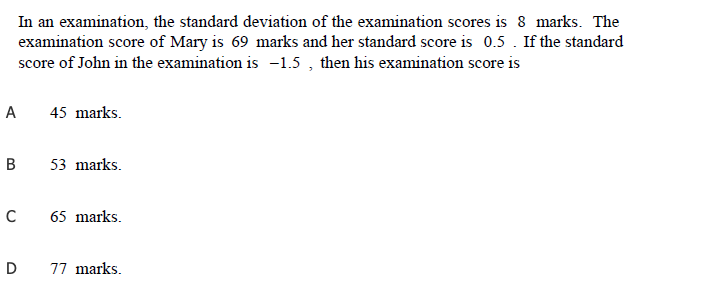 In an examination, the standard deviation of the examination scores is 8 marks. The
examination score of Mary is 69 marks and her standard score is 0.5 . If the standard
score of John in the examination is −1.5 , then his examination score is
A 45 marks.
B 53 marks.
C 65 marks.
D 77 marks.